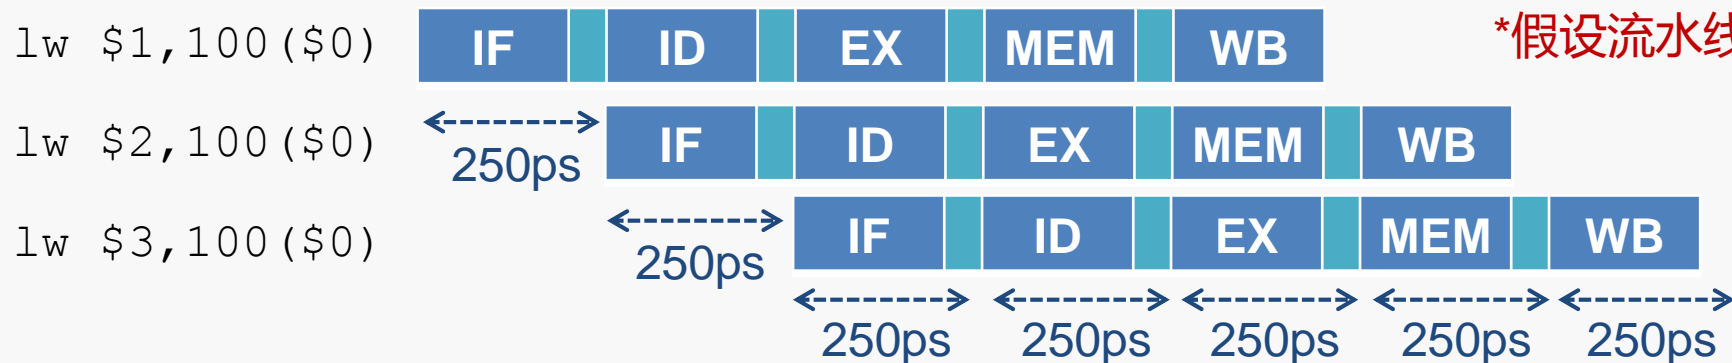 lw $1,100($0) IF ID EX MEM WB *假设流水线
lw $2,100($0) 250ps IF ID EX MEM WB
lw $3,100($0) 250ps IF ID EX MEM WB
250ps 250ps 250ps 250ps 250ps